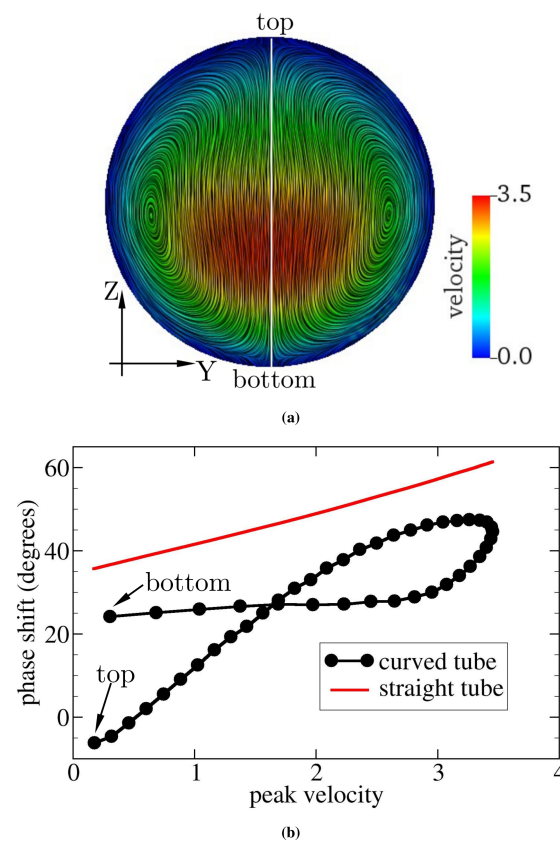 top
3.5
velocity
0.0
Z
Y
bottom
(a)
60
40
20
0
phase shift (degrees)
bottom
top
curved tube
straight tube
0
1
2
3
4
peak velocity
(b)